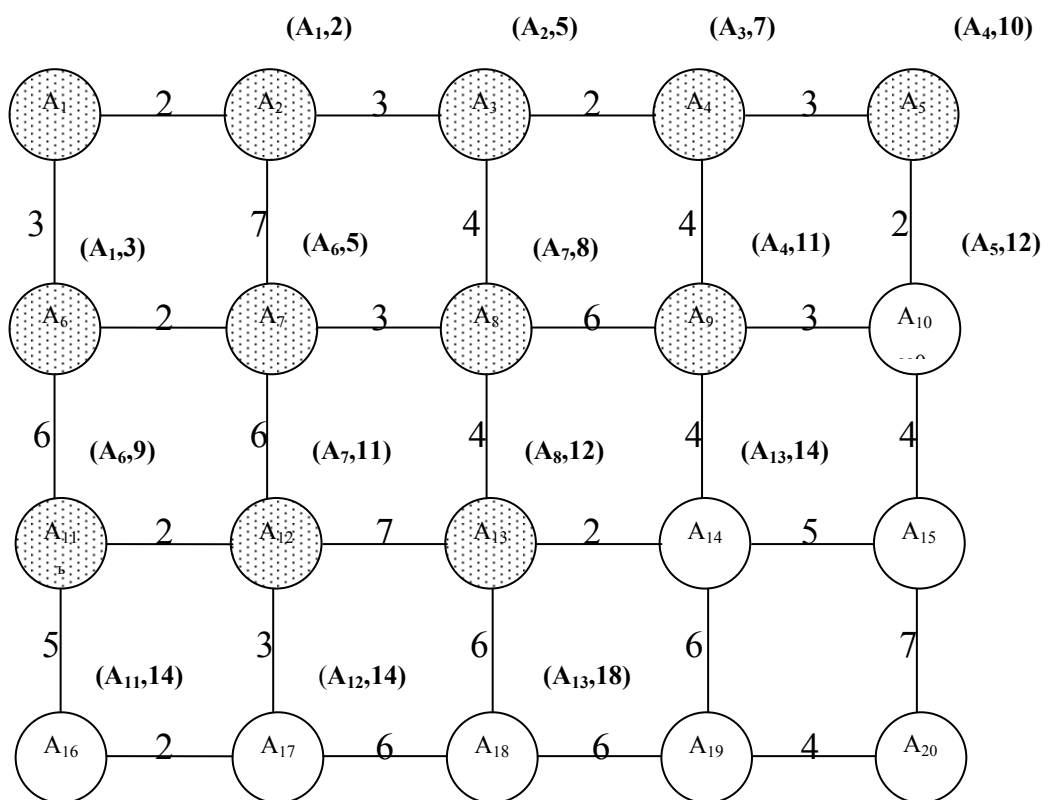 (A₁,2) (A₂,5) (A₃,7) (A₄,10)
A₁ 2 A₂ 3 A₃ 2 A₄ 3 A₅
3 7 4 4 2
(A₁,3) (A₆,5) (A₇,8) (A₄,11) (A₅,12)
A₆ 2 A₇ 3 A₈ 6 A₉ 3 A₁₀
6 6 4 4 4
(A₆,9) (A₇,11) (A₈,12) (A₁₃,14)
A₁₁ 2 A₁₂ 7 A₁₃ 2 A₁₄ 5 A₁₅
ъ
5 3 6 6 7
(A₁₁,14) (A₁₂,14) (A₁₃,18)
A₁₆ 2 A₁₇ 6 A₁₈ 6 A₁₉ 4 A₂₀